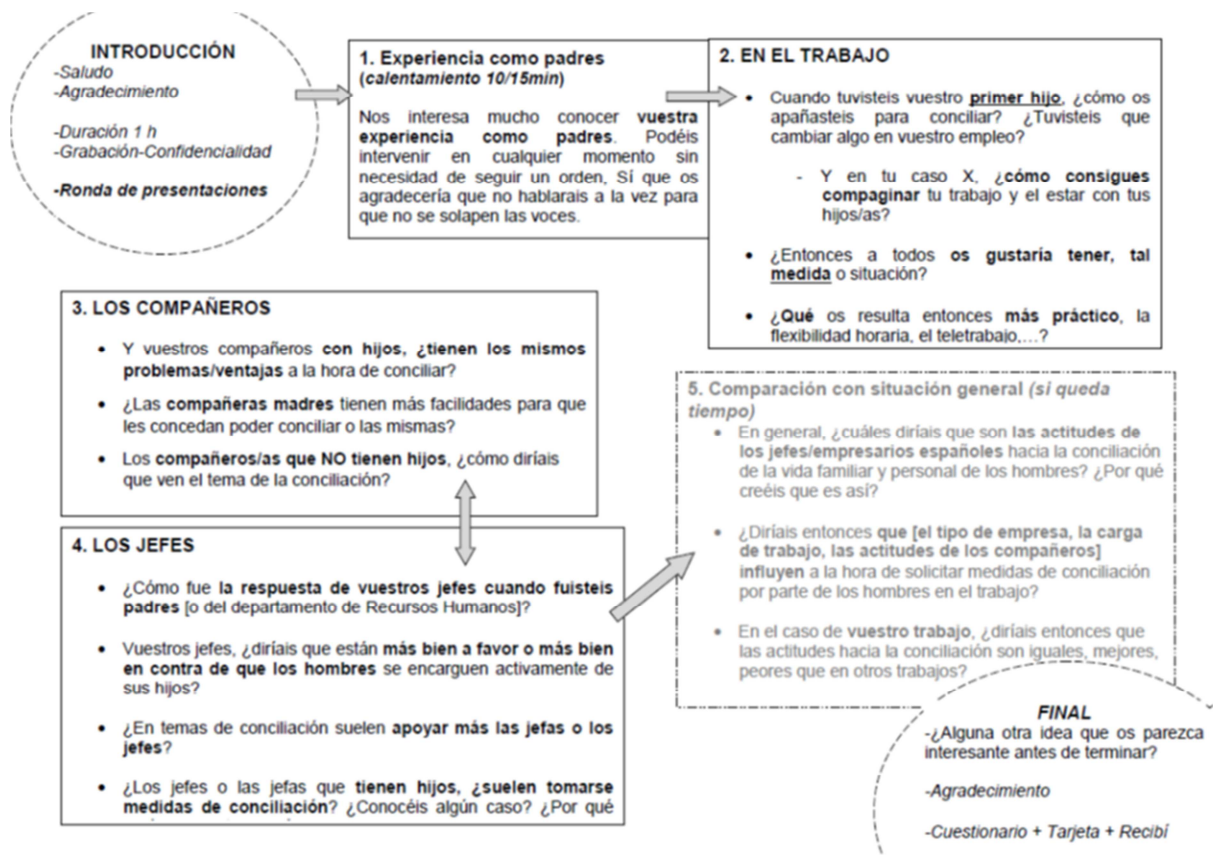 INTRODUCCIÓN
-Saludo
-Agradecimiento
-Duración 1 h
-Grabación-Confidencialidad
-Ronda de presentaciones
1. Experiencia como padres
(calentamiento 10/15min)
Nos interesa mucho conocer vuestra
experiencia como padres. Podéis
intervenir en cualquier momento sin
necesidad de seguir un orden, Sí que os
agradecería que no hablarais a la vez para
que no se solapen las voces.
2. EN EL TRABAJO
• Cuando tuvisteis vuestro primer hijo, ¿cómo os
apañasteis para conciliar? ¿Tuvisteis que
cambiar algo en vuestro empleo?
- Y en tu caso X, ¿cómo consigues
compaginar tu trabajo y el estar con tus
hijos/as?
• ¿Entonces a todos os gustaría tener, tal
medida o situación?
• ¿Qué os resulta entonces más práctico, la
flexibilidad horaria, el teletrabajo,...?
3. LOS COMPAÑEROS
• Y vuestros compañeros con hijos, ¿tienen los mismos
problemas/ventajas a la hora de conciliar?
• ¿Las compañeras madres tienen más facilidades para que
les concedan poder conciliar o las mismas?
• Los compañeros/as que NO tienen hijos, ¿cómo diríais
que ven el tema de la conciliación?
4. LOS JEFES
• ¿Cómo fue la respuesta de vuestros jefes cuando fuisteis
padres [o del departamento de Recursos Humanos]?
• Vuestros jefes, ¿diríais que están más bien a favor o más bien
en contra de que los hombres se encarguen activamente de
sus hijos?
• ¿En temas de conciliación suelen apoyar más las jefas o los
jefes?
• ¿Los jefes o las jefas que tienen hijos, ¿suelen tomarse
medidas de conciliación? ¿Conocéis algún caso? ¿Por qué
5. Comparación con situación general (si queda
tiempo)
• En general, ¿cuáles diríais que son las actitudes de
los jefes/empresarios españoles hacia la conciliación
de la vida familiar y personal de los hombres? ¿Por qué
creéis que es así?
• ¿Diríais entonces que [el tipo de empresa, la carga
de trabajo, las actitudes de los compañeros]
influyen a la hora de solicitar medidas de conciliación
por parte de los hombres en el trabajo?
• En el caso de vuestro trabajo, ¿diríais entonces que
las actitudes hacia la conciliación son iguales, mejores,
peores que en otros trabajos?
FINAL
-¿Alguna otra idea que os parezca
interesante antes de terminar?
-Agradecimiento
-Cuestionario + Tarjeta + Recibí